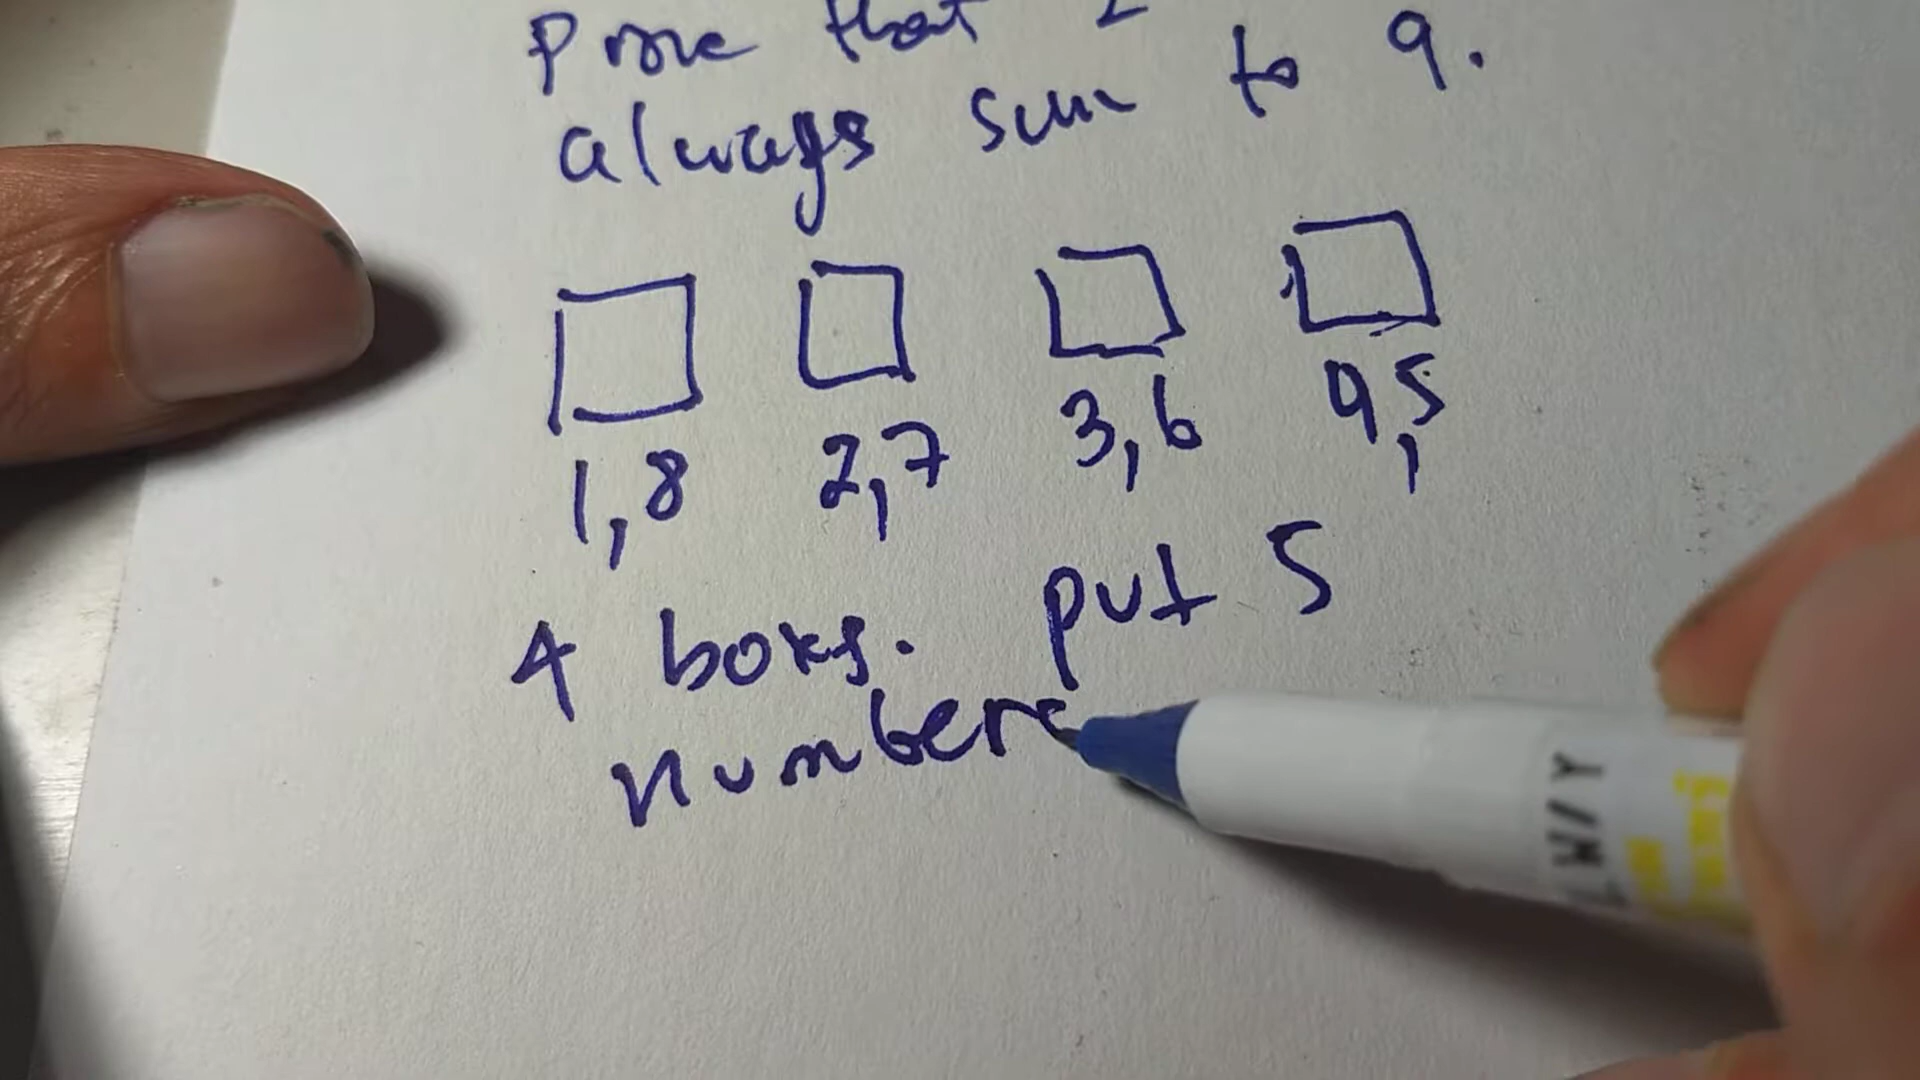 Prove that 2
always sum to 9.
1,8 2,7 3,6 4,5
4 boxes. put 5
numbers